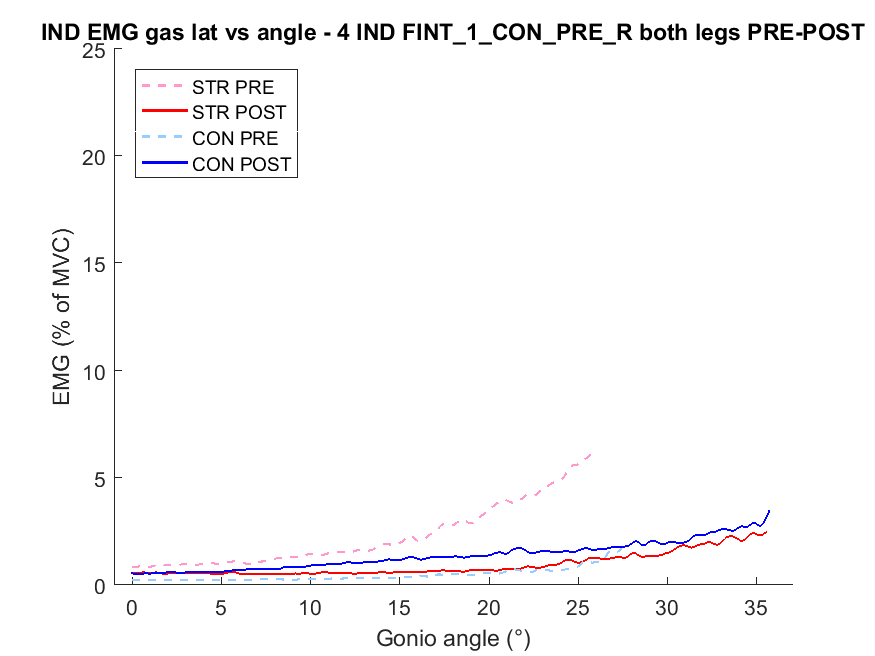 IND EMG gas lat vs angle - 4 IND FINT_1_CON_PRE_R both legs PRE-POST
25
20
15
10
5
0
EMG (% of MVC)
STR PRE
STR POST
CON PRE
CON POST
0 5 10 15 20 25 30 35
Gonio angle (°)